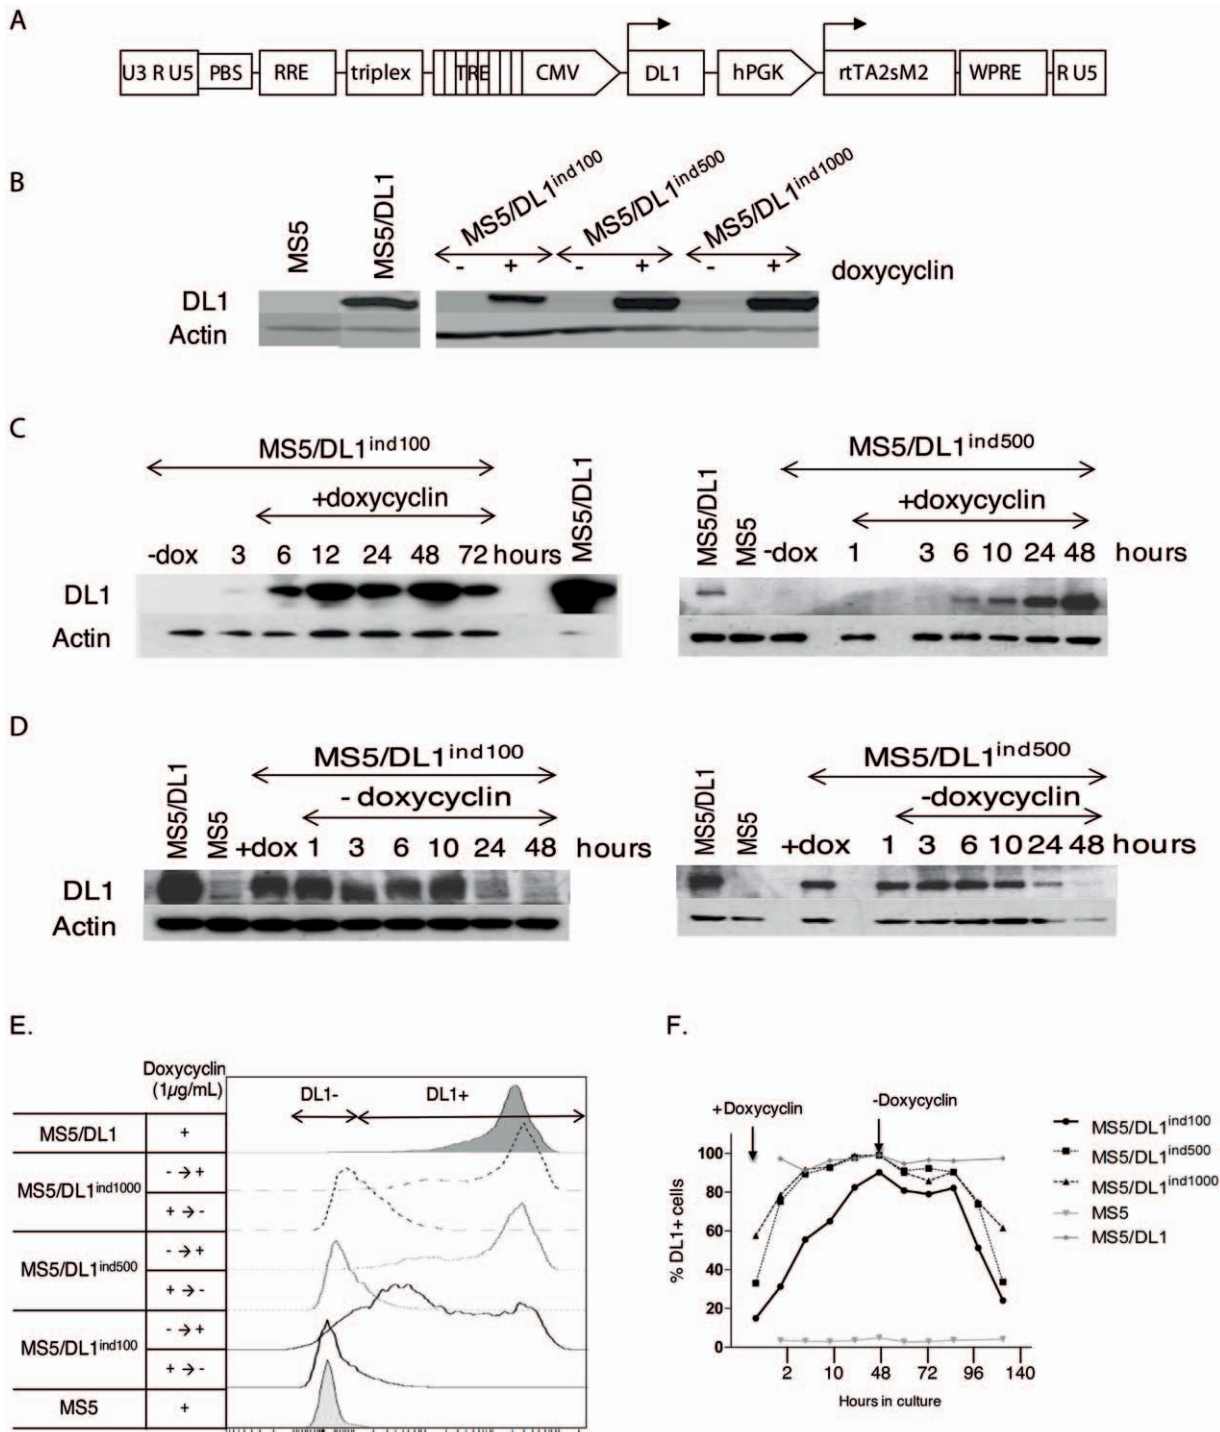 A
U3 R U5 PBS RRE triplex TRE CMV DL1 hPGK rtTA2sM2 WPRE R U5
B
MS5 MS5/DL1 MS5/DL1ind100 MS5/DL1ind500 MS5/DL1ind1000
- + - + - + doxycyclin
DL1
Actin
C
MS5/DL1ind100 MS5/DL1 MS5/DL1ind500
+doxycyclin MS5/DL1 MS5 +doxycyclin
-dox 3 6 12 24 48 72 hours -dox 1 3 6 10 24 48 hours
DL1
Actin
D
MS5/DL1ind100 MS5/DL1ind500
MS5/DL1 MS5 - doxycyclin MS5/DL1 MS5 -doxycyclin
+dox 1 3 6 10 24 48 hours +dox 1 3 6 10 24 48 hours
DL1
Actin
E.
Doxycyclin
(1µg/mL)
DL1- DL1+
MS5/DL1 +
MS5/DL1ind1000 - → +
+ → -
MS5/DL1ind500 - → +
+ → -
MS5/DL1ind100 - → +
+ → -
MS5 +
F.
+Doxycyclin -Doxycyclin
100
80
60
40
20
0
% DL1+ cells
2 10 48 72 96 140
Hours in culture
MS5/DL1ind100
MS5/DL1ind500
MS5/DL1ind1000
MS5
MS5/DL1